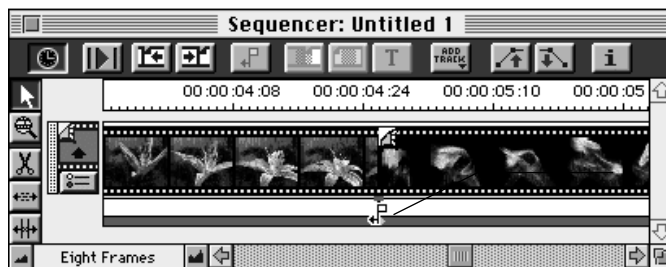 Sequencer: Untitled 1
T
ADD TRACK
i
00:00:04:08 00:00:04:24 00:00:05:10 00:00:05
Eight Frames